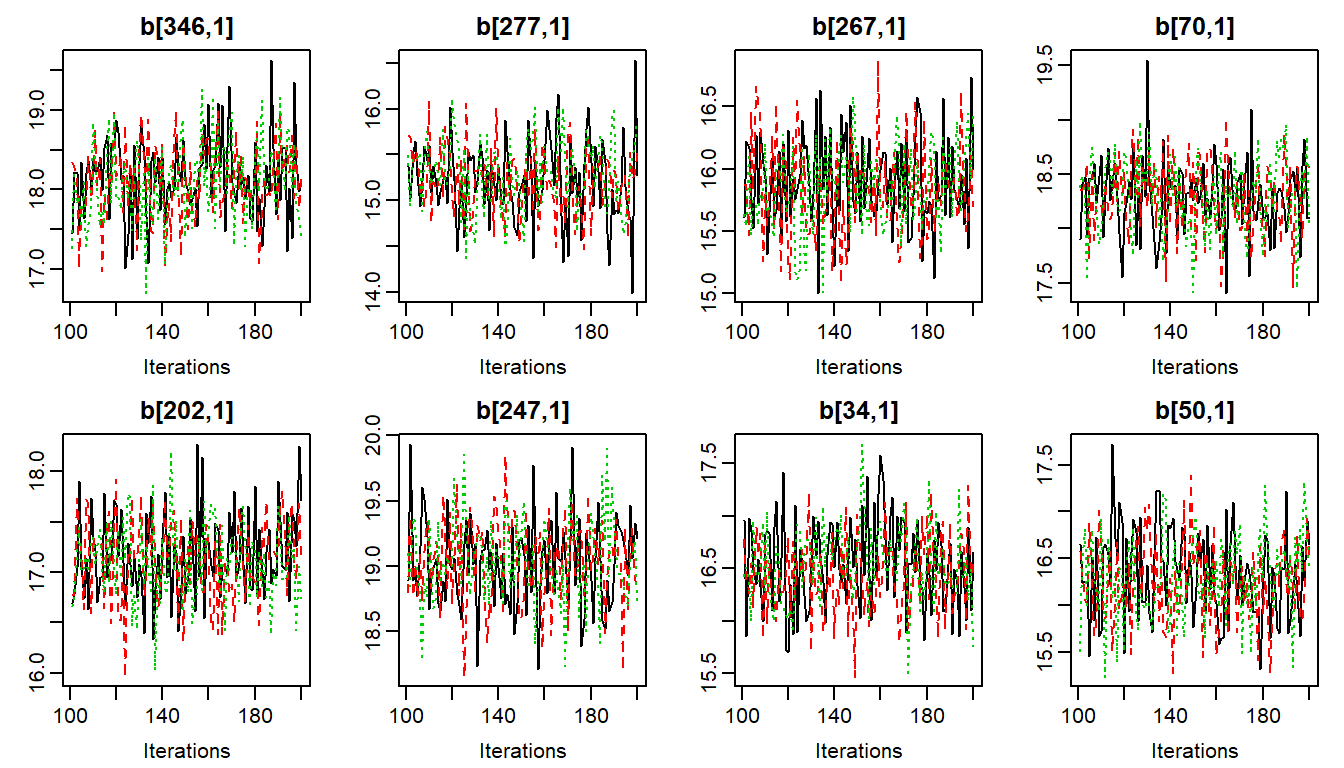 b[346,1] b[277,1] b[267,1] b[70,1]
17.0 18.0 19.0 14.0 15.0 16.0 15.0 15.5 16.0 16.5 17.5 18.5 19.5
100 140 180 100 140 180 100 140 180 100 140 180
Iterations Iterations Iterations Iterations
b[202,1] b[247,1] b[34,1] b[50,1]
16.0 17.0 18.0 18.5 19.0 19.5 20.0 15.5 16.5 17.5 15.5 16.5 17.5
100 140 180 100 140 180 100 140 180 100 140 180
Iterations Iterations Iterations Iterations